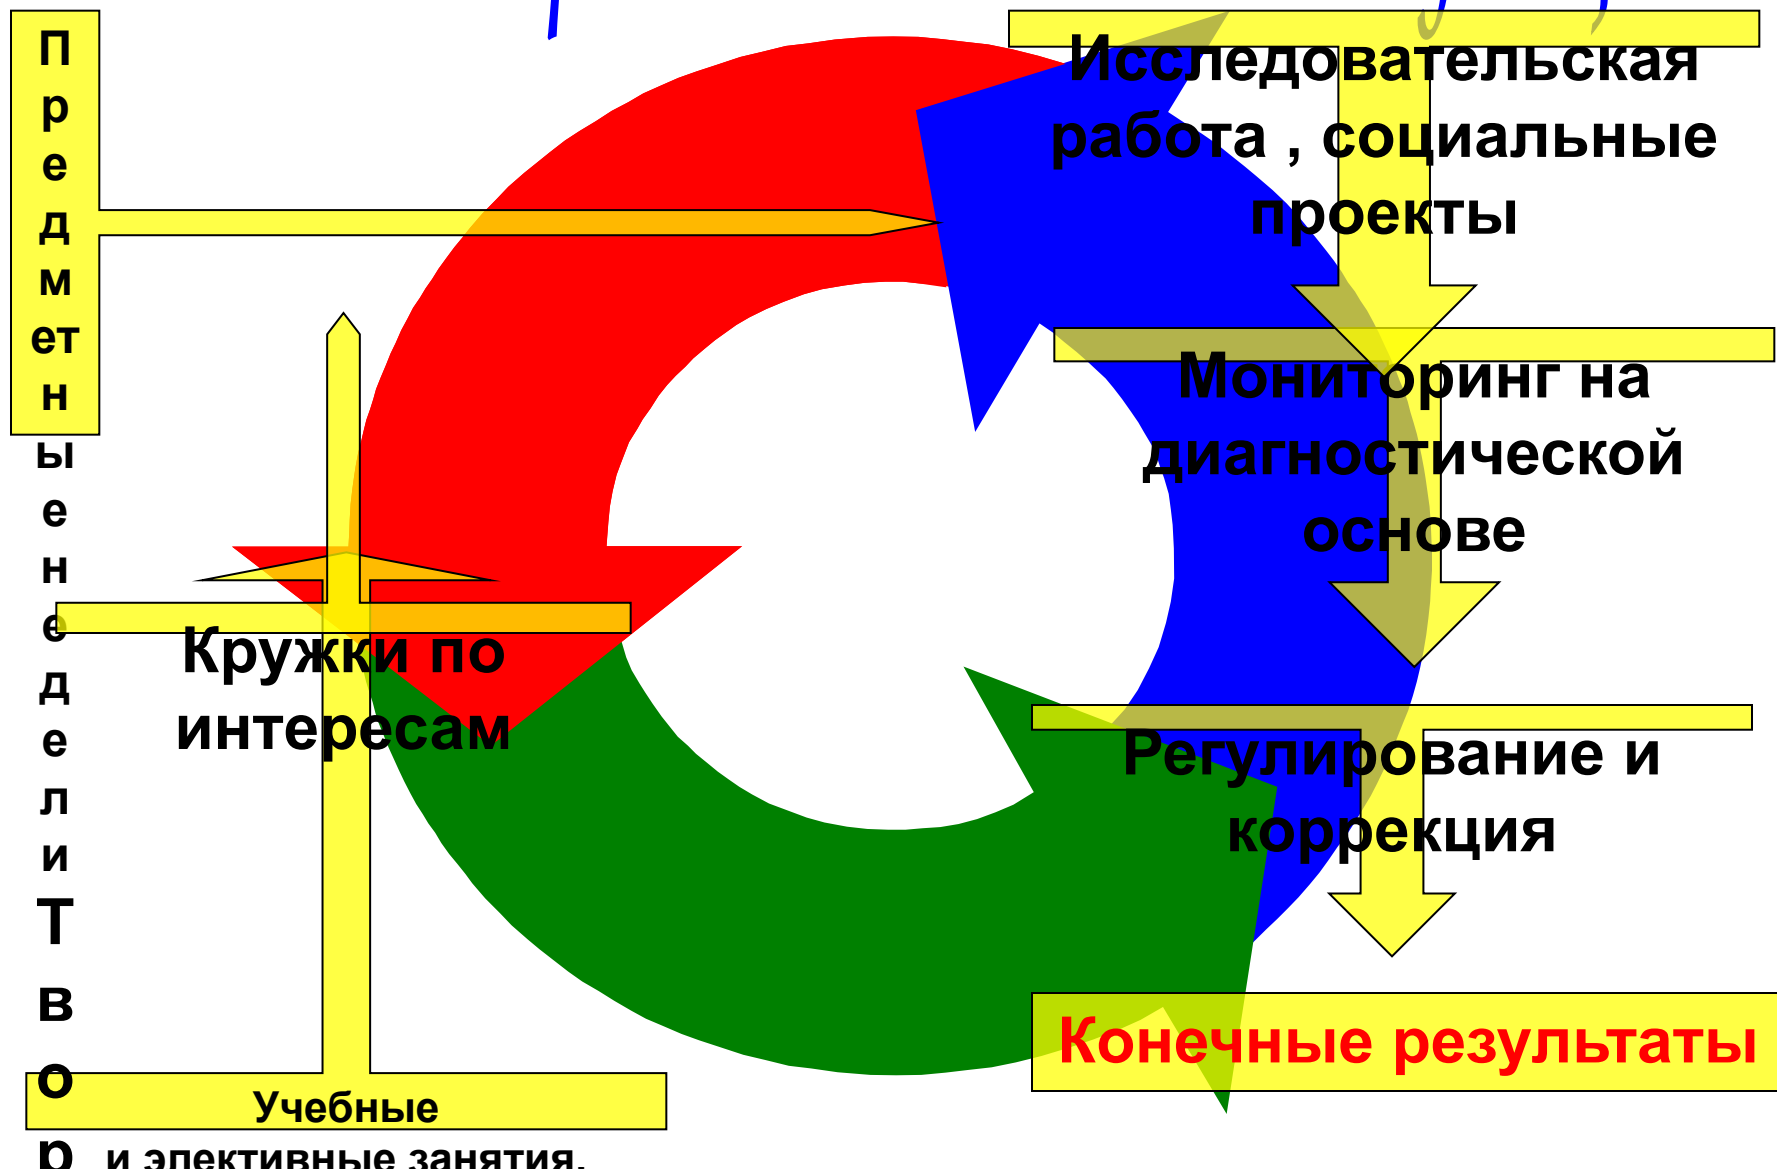 П
р
е
д
м
ет
н
ы
е
н
е
д
е
л
и
Т
в
о
р
Исследовательская
работа , социальные
проекты
Мониторинг на
диагностической
основе
Кружки по
интересам
Регулирование и
коррекция
Конечные результаты
Учебные
и элективные занятия,